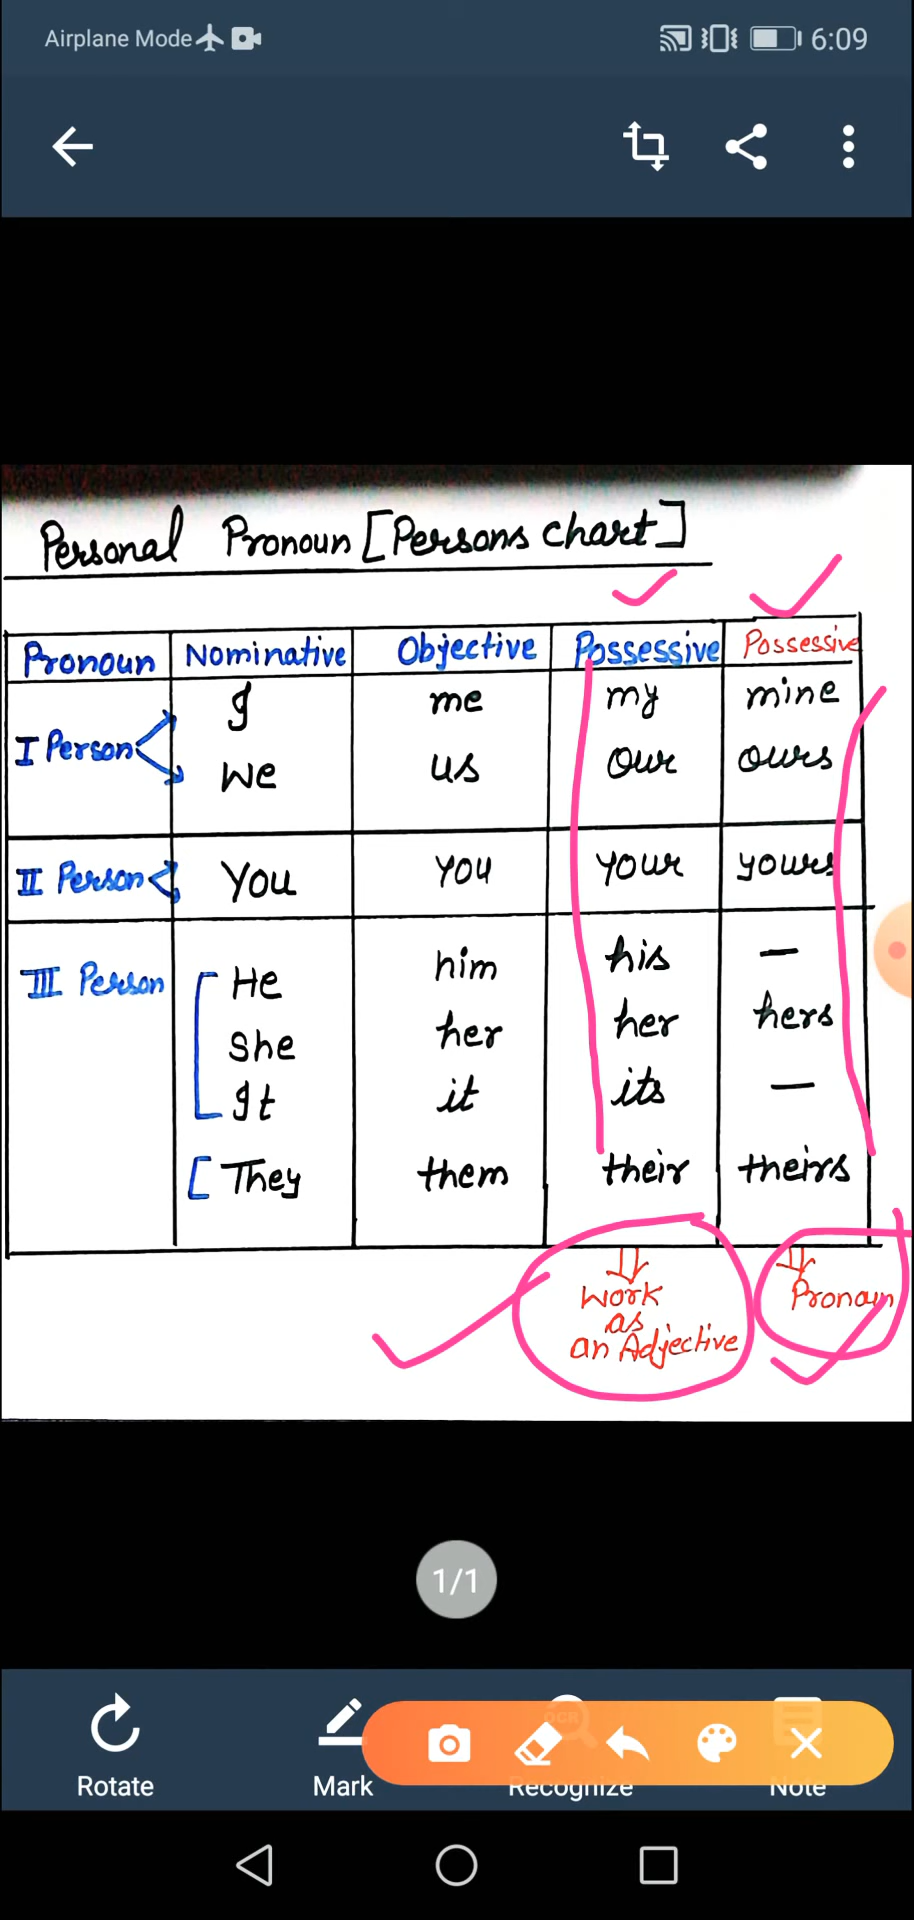 Airplane Mode 6:09
Personal Pronoun [Persons Chart]
Pronoun Nominative Objective Possessive Possessive
I Person I me my mine
We us our ours
II Person You you your yours
III Person He him his —
She her her hers
It it its —
They them their theirs
Work as an Adjective
Pronoun
1/1
Rotate Mark Recognize Note